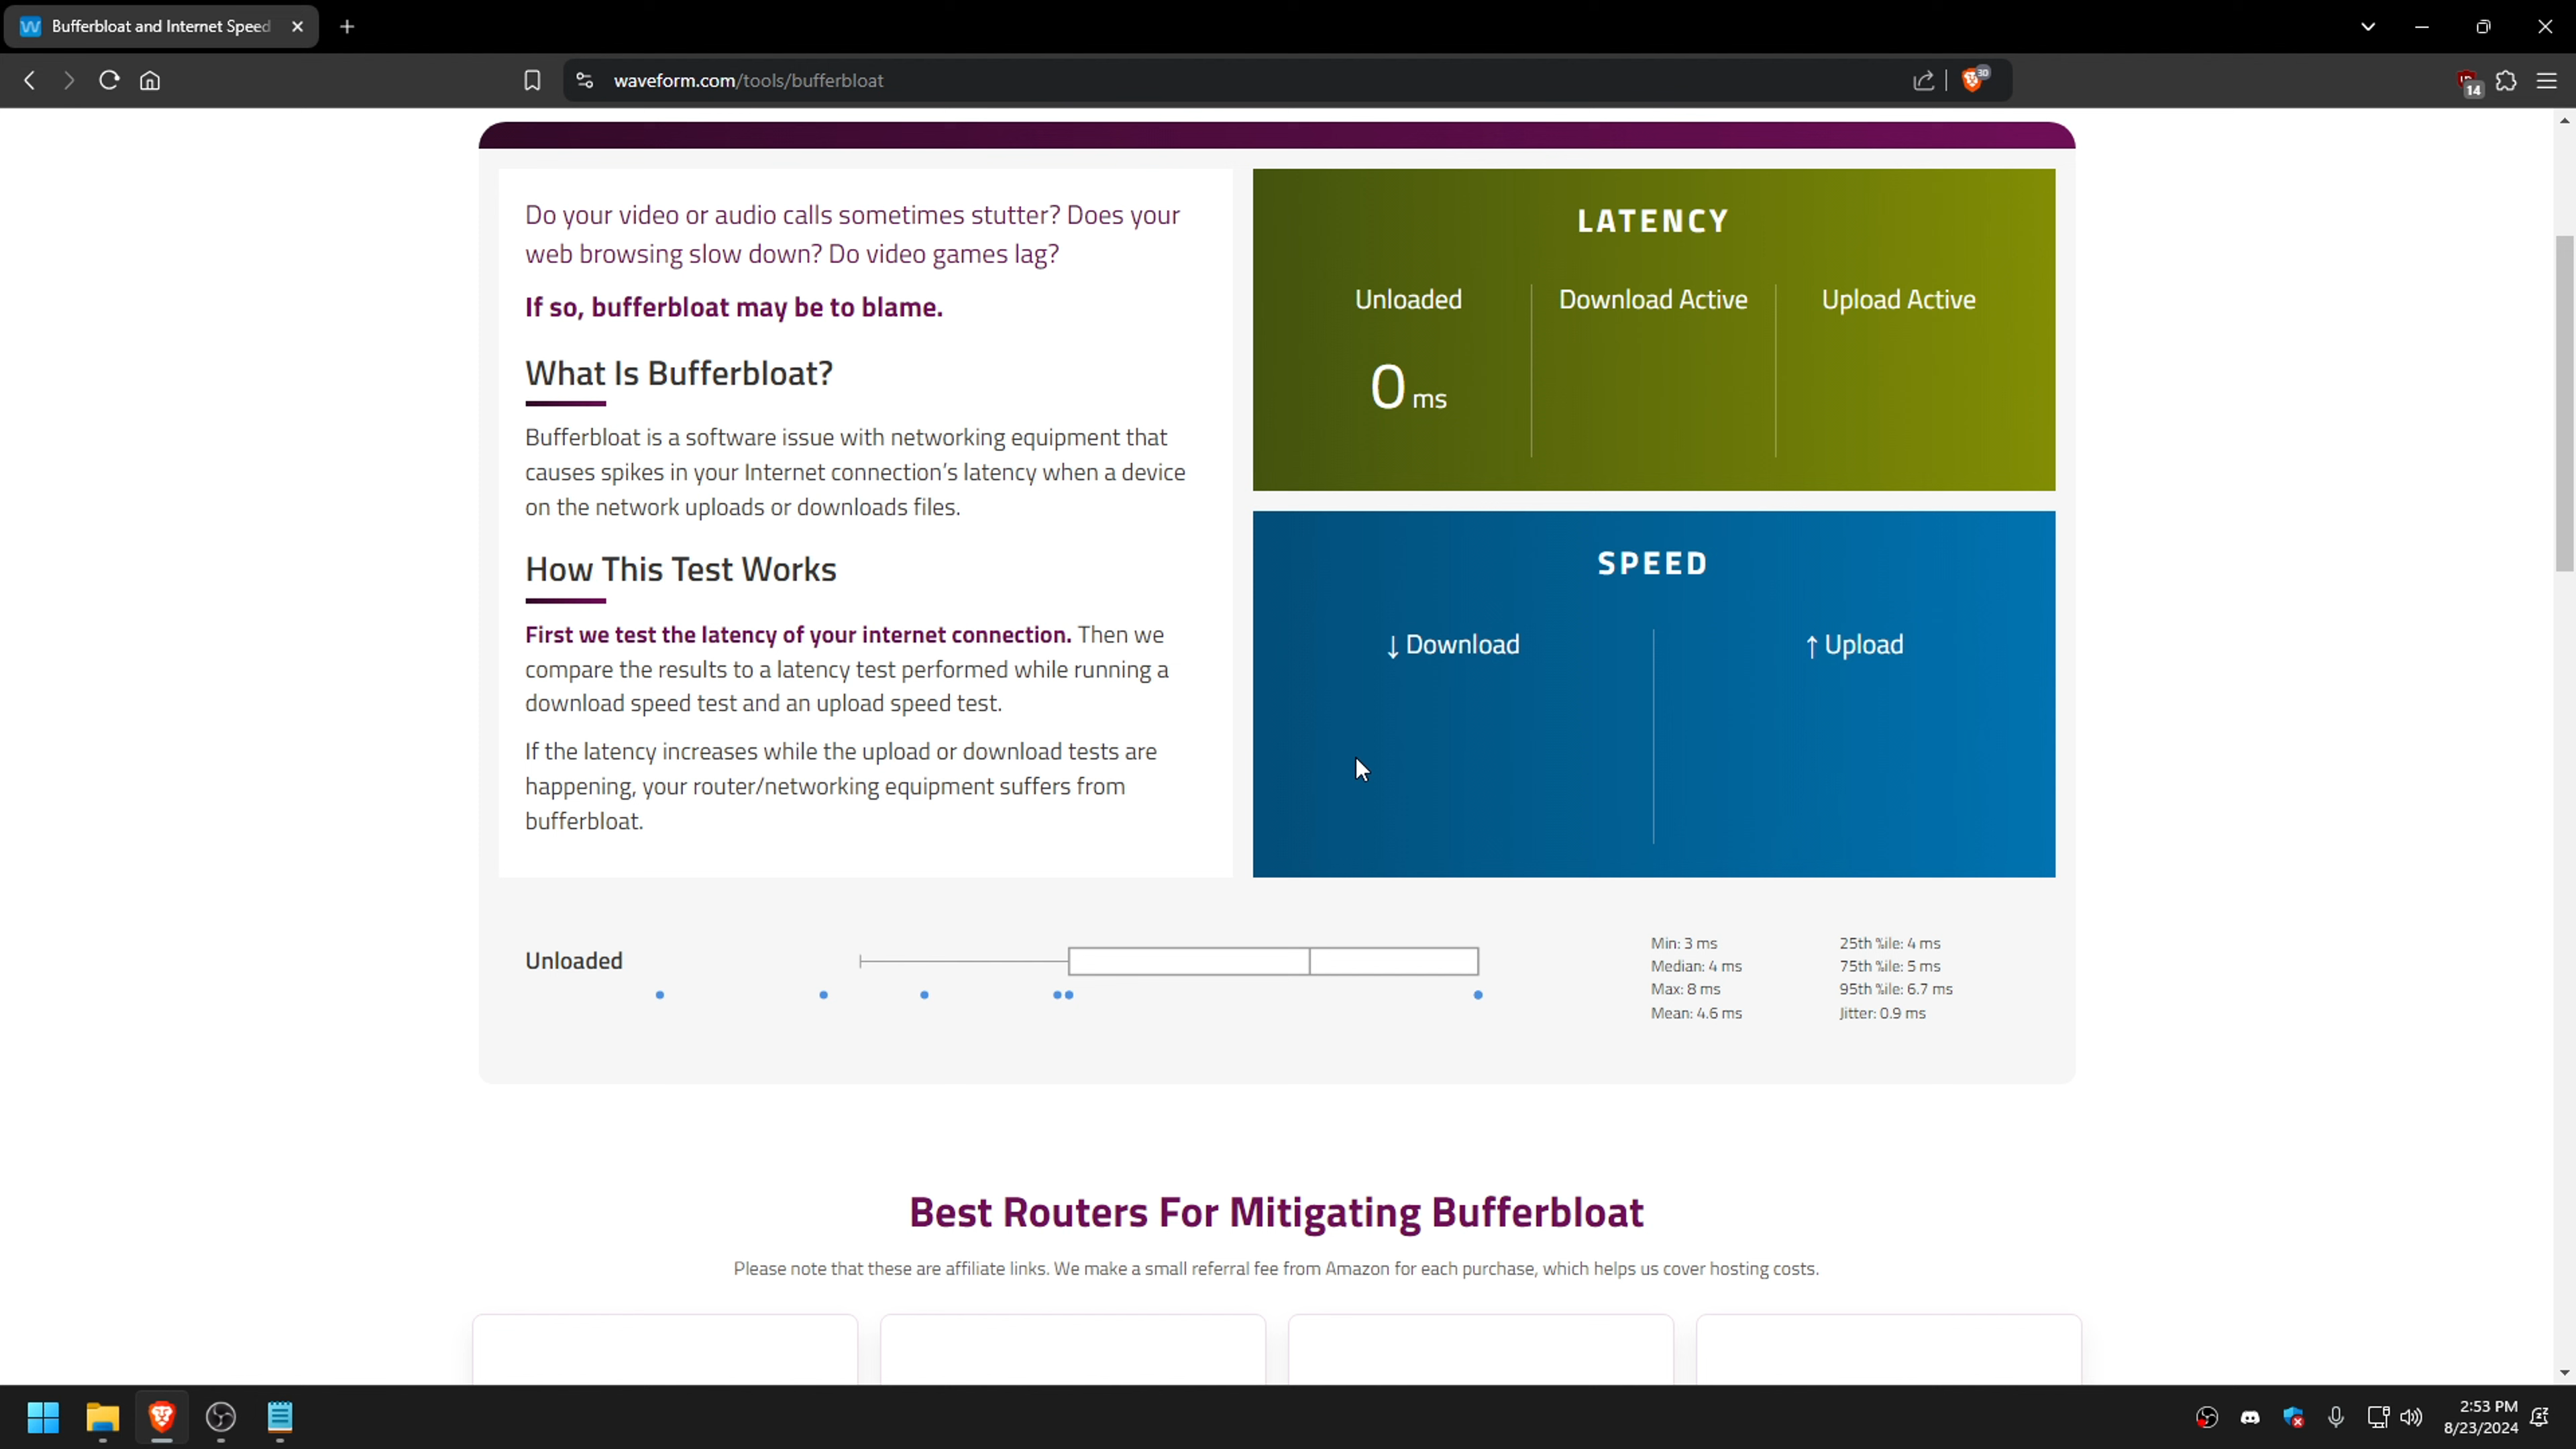 Bufferbloat and Internet Speed
waveform.com/tools/bufferbloat
30
14
Do your video or audio calls sometimes stutter? Does your
web browsing slow down? Do video games lag?
If so, bufferbloat may be to blame.
What Is Bufferbloat?
Bufferbloat is a software issue with networking equipment that
causes spikes in your Internet connection's latency when a device
on the network uploads or downloads files.
How This Test Works
First we test the latency of your internet connection. Then we
compare the results to a latency test performed while running a
download speed test and an upload speed test.
If the latency increases while the upload or download tests are
happening, your router/networking equipment suffers from
bufferbloat.
LATENCY
Unloaded
Download Active
Upload Active
0 ms
SPEED
↓ Download
↑ Upload
Unloaded
Min: 3 ms
Median: 4 ms
Max: 8 ms
Mean: 4.6 ms
25th %ile: 4 ms
75th %ile: 5 ms
95th %ile: 6.7 ms
Jitter: 0.9 ms
Best Routers For Mitigating Bufferbloat
Please note that these are affiliate links. We make a small referral fee from Amazon for each purchase, which helps us cover hosting costs.
2:53 PM
8/23/2024